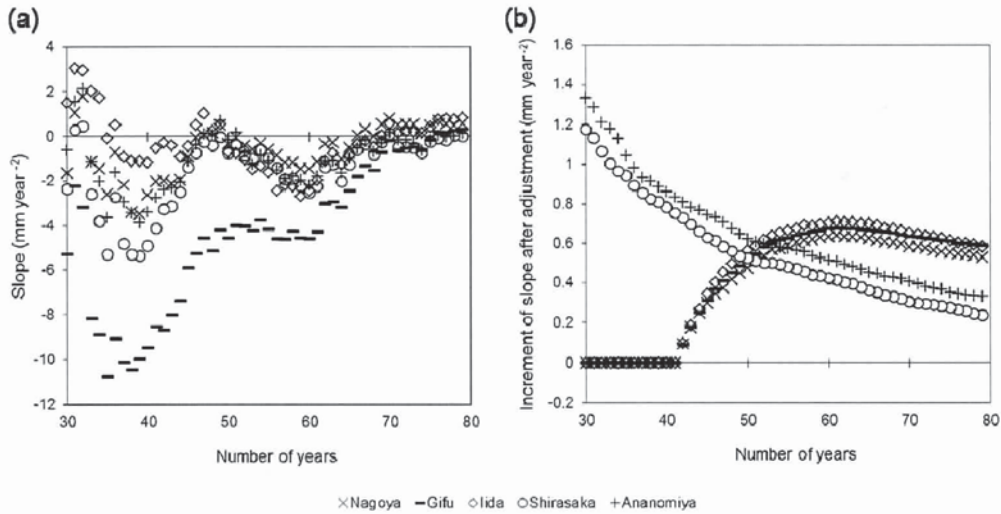 (a)
4
2
0
-2
-4
-6
-8
-10
-12
Slope (mm year⁻²)
30 40 50 60 70 80
Number of years
(b)
1.6
1.4
1.2
1
0.8
0.6
0.4
0.2
0
-0.2
Increment of slope after adjustment (mm year⁻²)
30 40 50 60 70 80
Number of years
×Nagoya -Gifu ◇Iida ○Shirasaka +Ananomiya